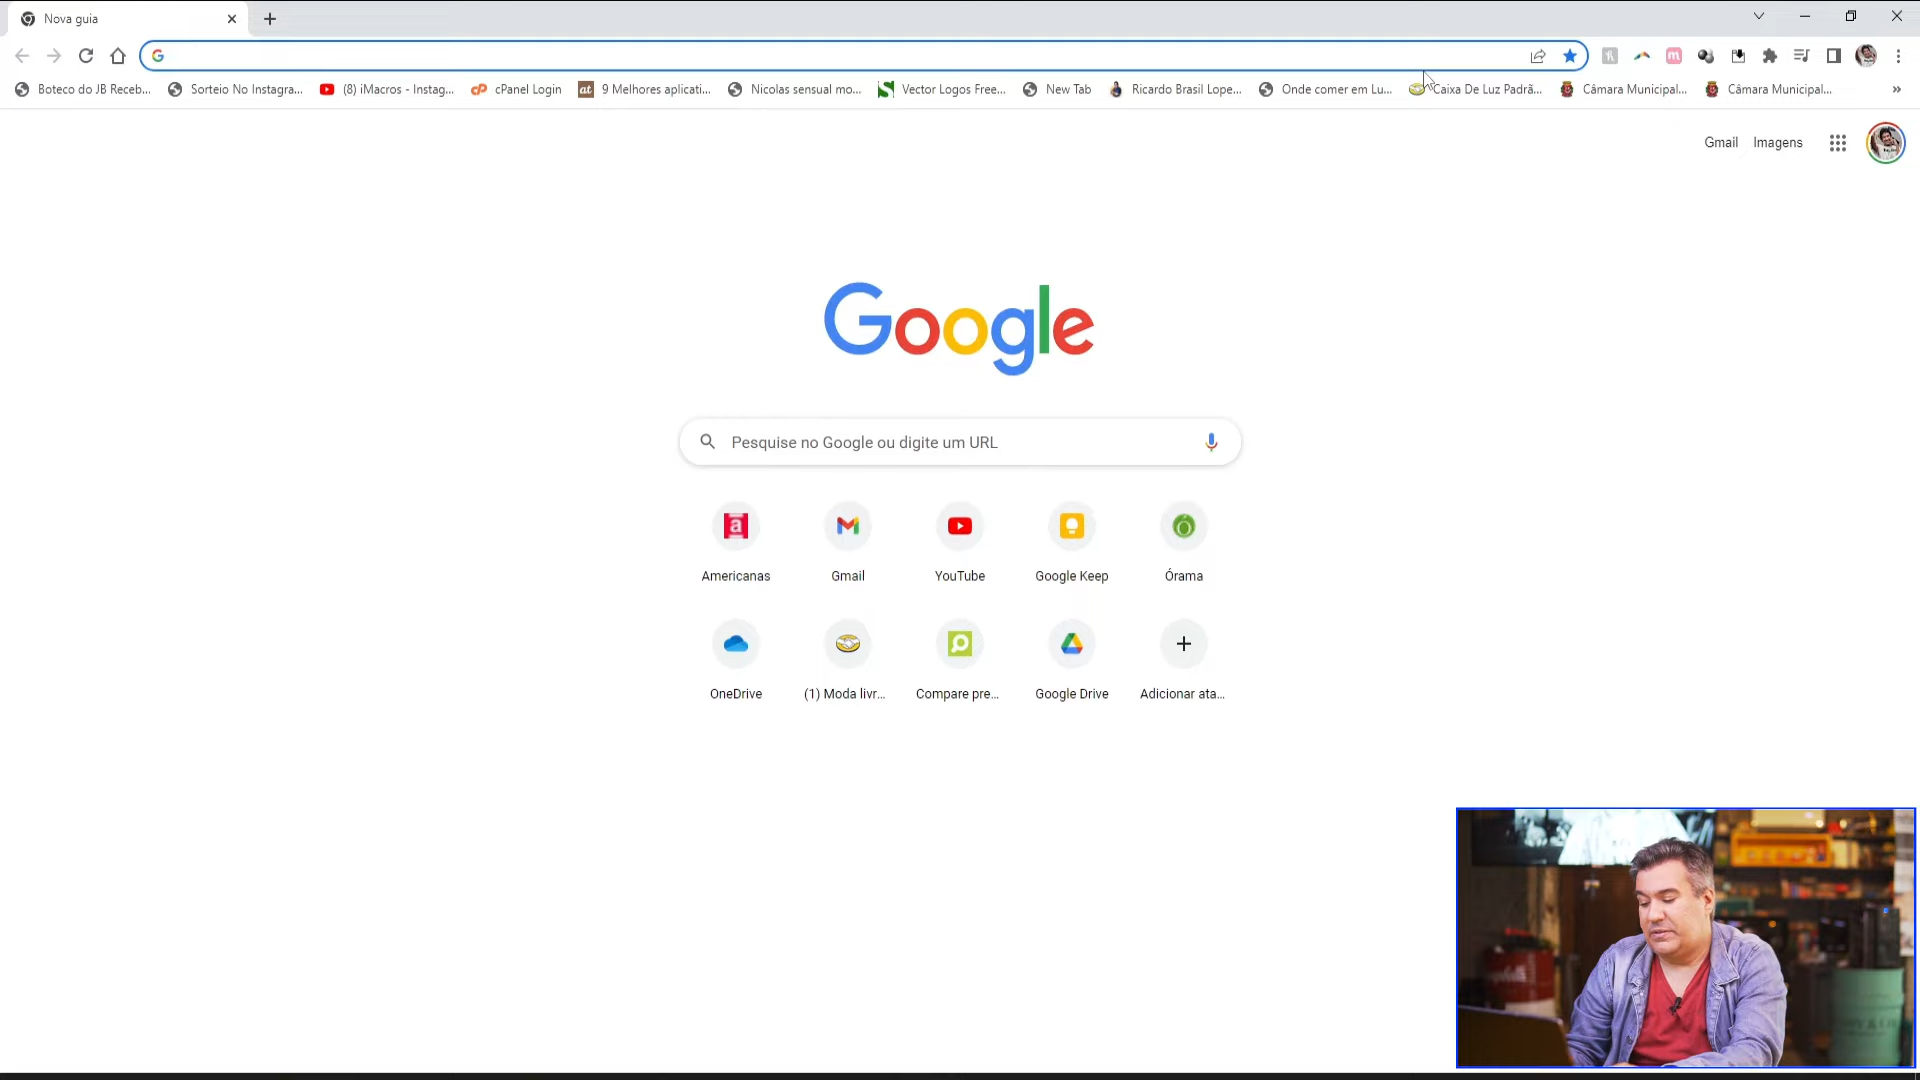 Nova guia
Boteco do JB Receb...
Sorteio No Instagra...
(8) iMacros - Instag...
cPanel Login
9 Melhores aplicati...
Nicolas sensual mo...
Vector Logos Free...
New Tab
Ricardo Brasil Lope...
Onde comer em Lu...
Caixa De Luz Padrã...
Câmara Municipal...
Câmara Municipal...
Gmail
Imagens
Google
Pesquise no Google ou digite um URL
Americanas
Gmail
YouTube
Google Keep
Órama
OneDrive
(1) Moda livr...
Compare pre...
Google Drive
Adicionar ata...